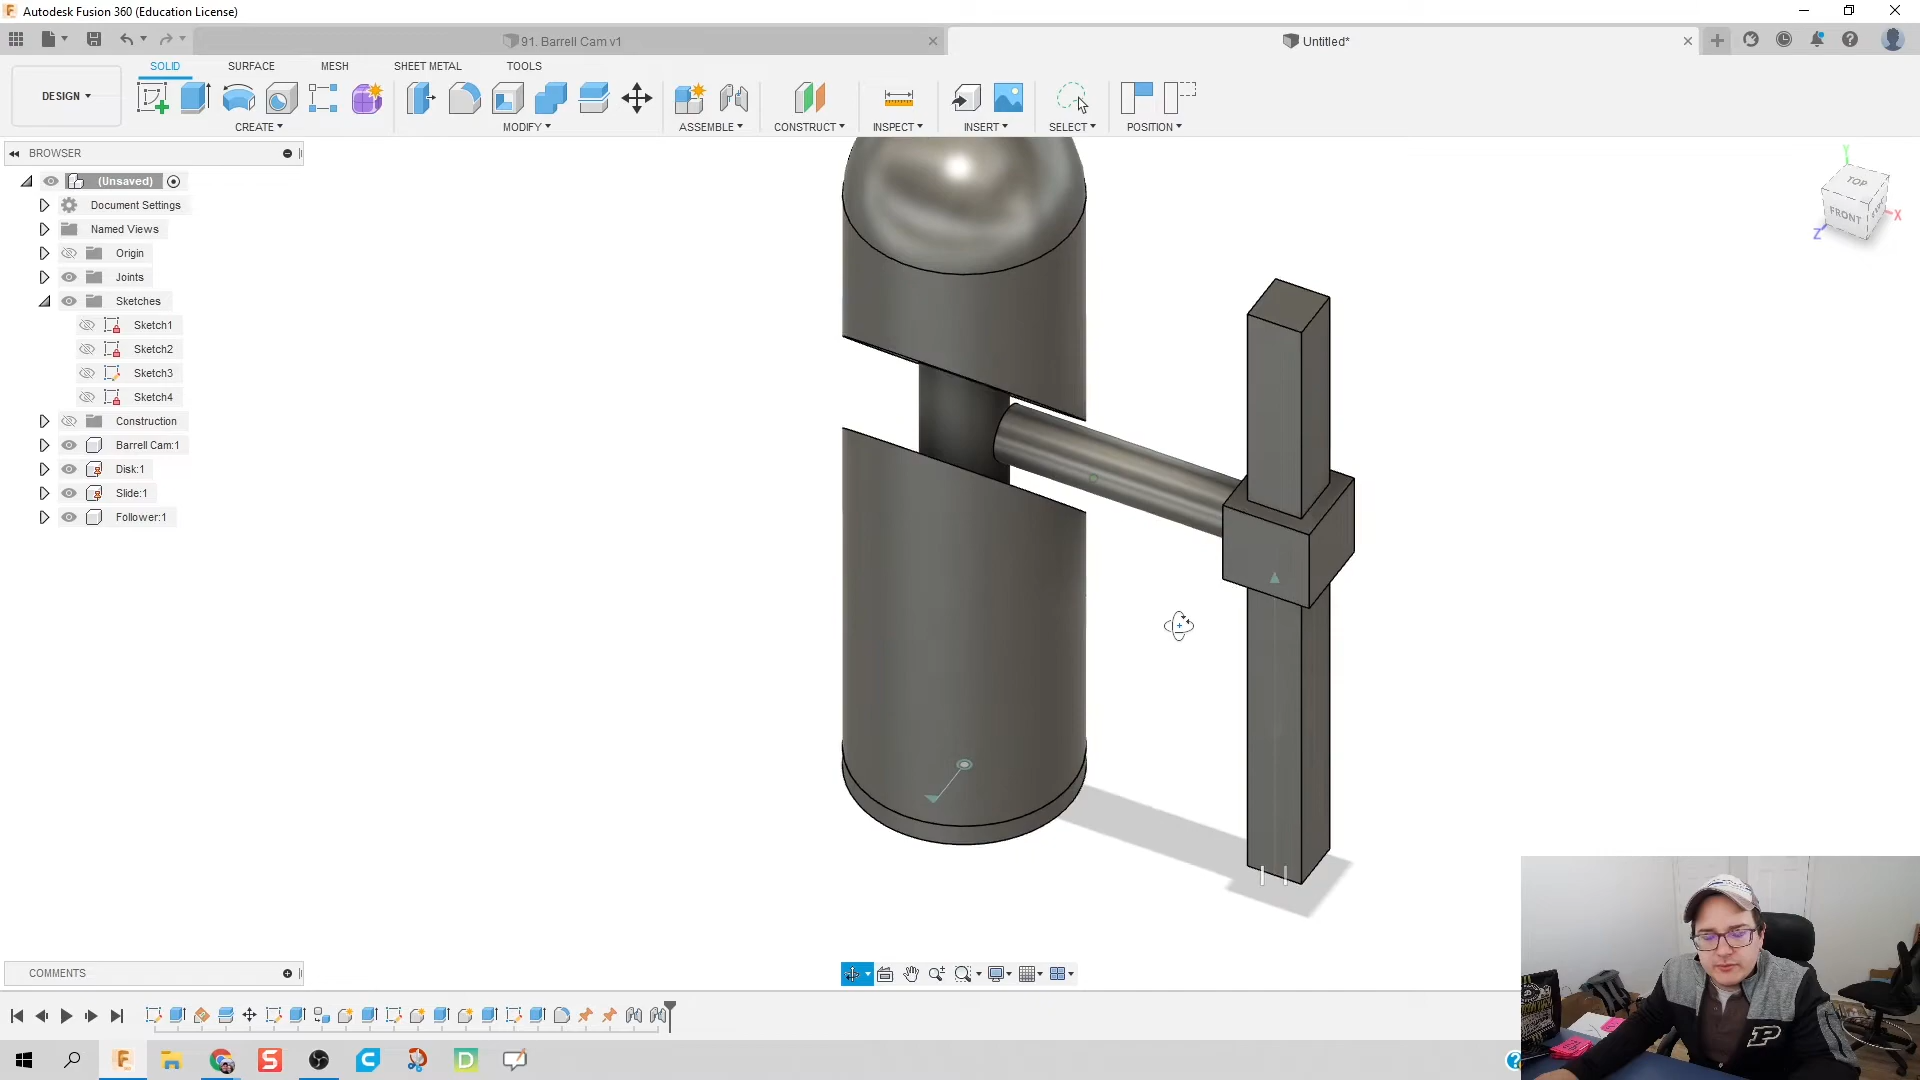 Autodesk Fusion 360 (Education License)
91. Barrell Cam v1
Untitled*
DESIGN
SOLID
SURFACE
MESH
SHEET METAL
TOOLS
CREATE
MODIFY
ASSEMBLE
CONSTRUCT
INSPECT
INSERT
SELECT
POSITION
BROWSER
(Unsaved)
Document Settings
Named Views
Origin
Joints
Sketches
Sketch1
Sketch2
Sketch3
Sketch4
Construction
Barrell Cam:1
Disk:1
Slide:1
Follower:1
Y
TOP
FRONT
X
Z
COMMENTS
P